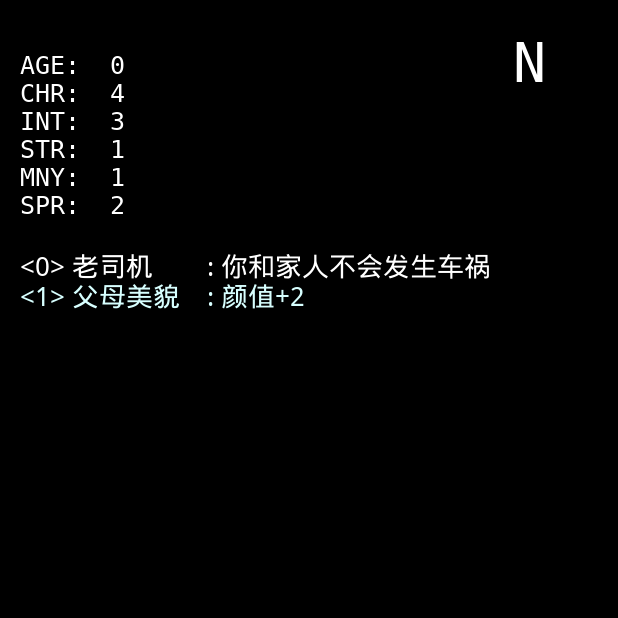 N
AGE: 0
CHR: 4
INT: 3
STR: 1
MNY: 1
SPR: 2
<0> 老司机 : 你和家人不会发生车祸
<1> 父母美貌 : 颜值+2